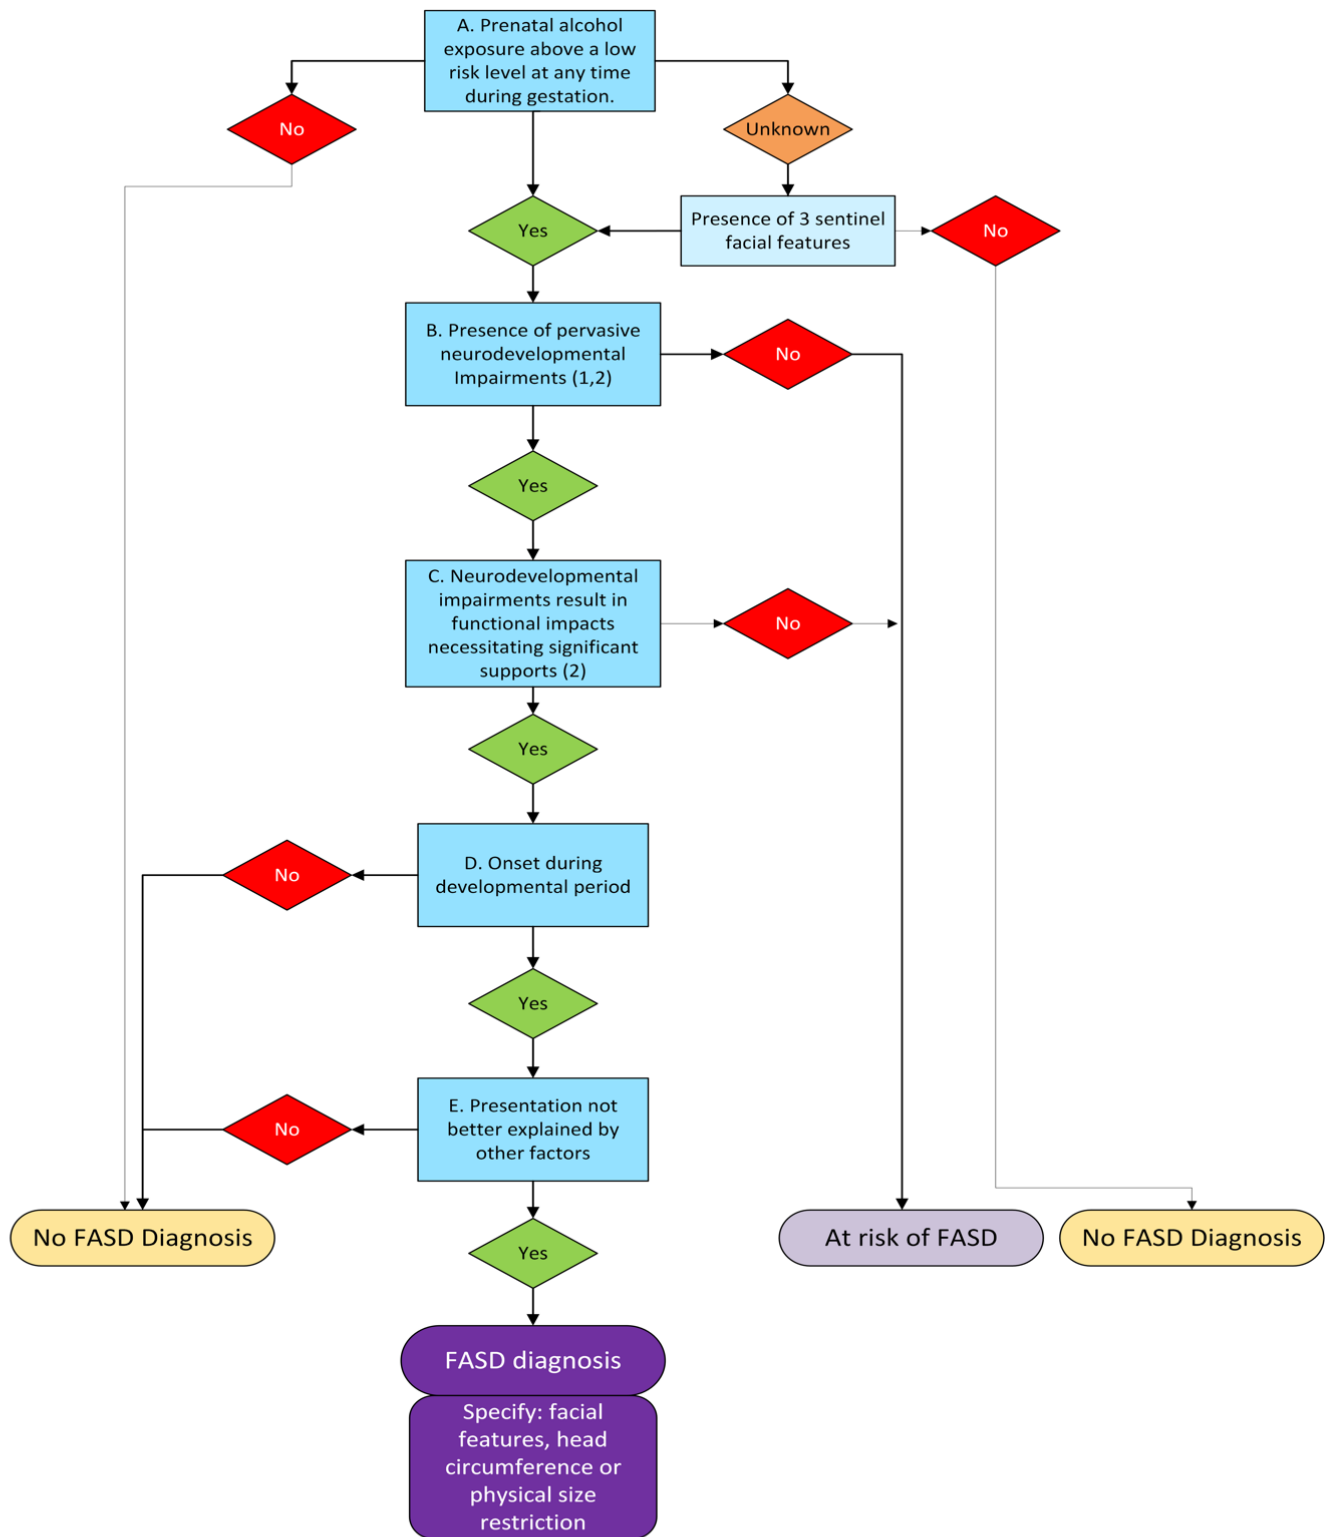 A. Prenatal alcohol
exposure above a low
risk level at any time
during gestation.
No
Unknown
Yes
Presence of 3 sentinel
facial features
No
B. Presence of pervasive
neurodevelopmental
Impairments (1,2)
No
Yes
C. Neurodevelopmental
impairments result in
functional impacts
necessitating significant
supports (2)
No
Yes
No
D. Onset during
developmental period
Yes
No
E. Presentation not
better explained by
other factors
No FASD Diagnosis
Yes
At risk of FASD
No FASD Diagnosis
FASD diagnosis
Specify: facial
features, head
circumference or
physical size
restriction